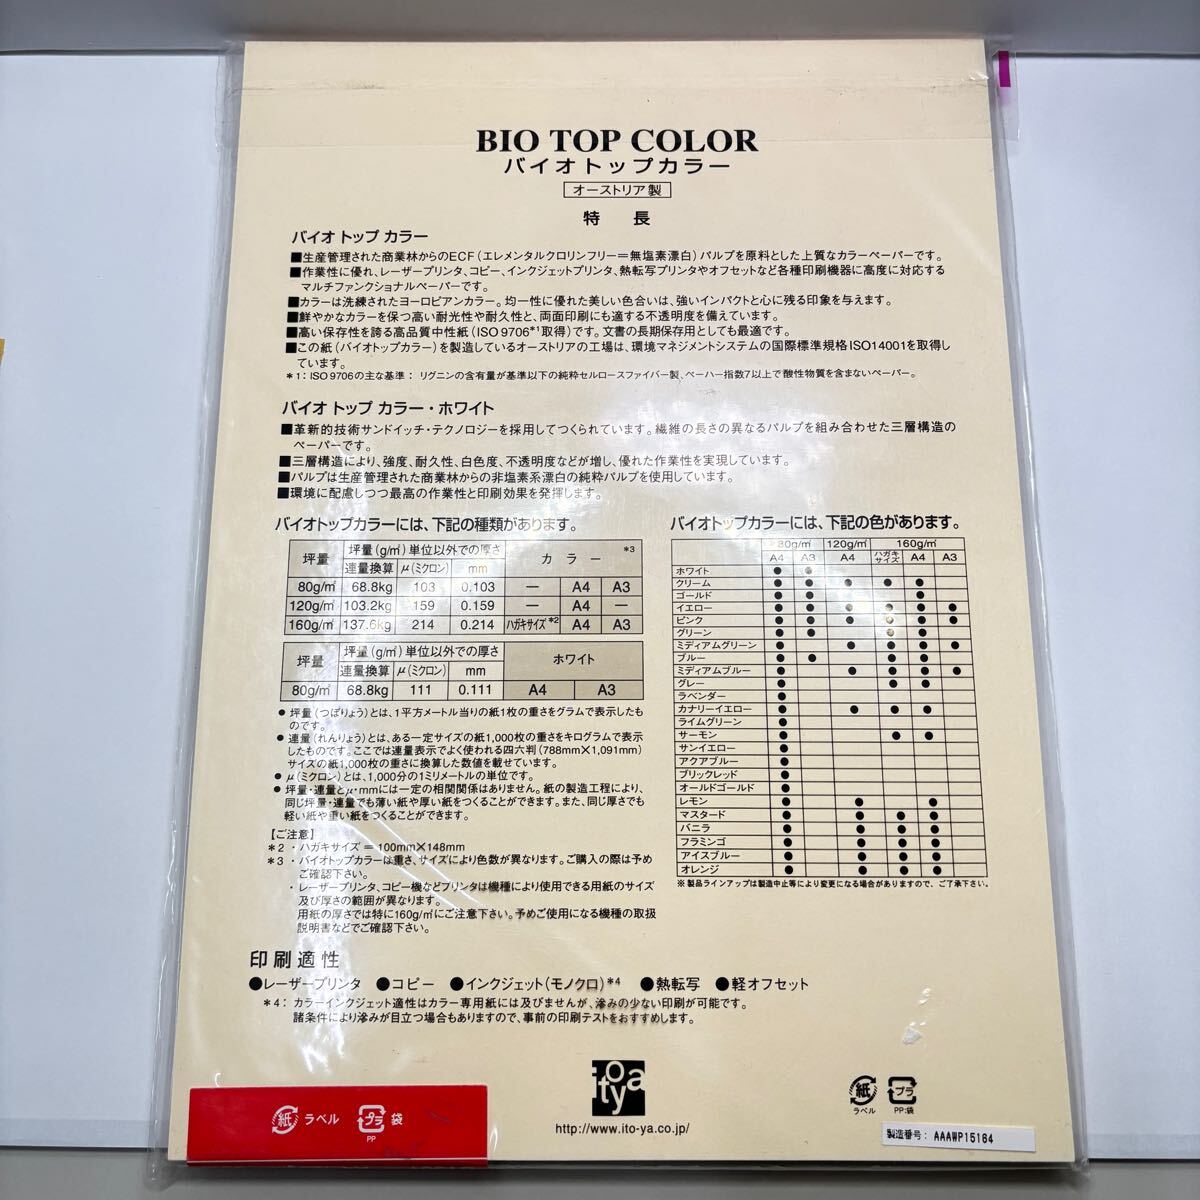 BIO TOP COLOR
バイオトップカラー
オーストリア製
特 長
バイオ トップ カラー
■生産管理された商業林からのECF(エレメンタルクロリンフリー=無塩素漂白)パルプを原料とした上質なカラーペーパーです。
■作業性に優れ、レーザープリンタ、コピー、インクジェットプリンタ、熱転写プリンタやオフセットなど各種印刷機器に高度に対応する
マルチファンクショナルペーパーです。
■カラーは洗練されたヨーロピアンカラー。均一性に優れた美しい色合いは、強いインパクトと心に残る印象を与えます。
■鮮やかなカラーを保つ高い耐光性や耐久性と、両面印刷にも適する不透明度を備えています。
■高い保存性を誇る高品質中性紙(ISO 9706*1取得)です。文書の長期保存用としても最適です。
■この紙(バイオトップカラー)を製造しているオーストリアの工場は、環境マネジメントシステムの国際標準規格ISO14001を取得し
ています。
*1:ISO 9706の主な基準: リグニンの含有量が基準以下の純粋セルロースファイバー製、ペーハー指数7以上で酸性物質を含まないペーパー。
バイオ トップ カラー・ホワイト
■革新的技術サンドイッチ・テクノロジーを採用してつくられています。繊維の長さの異なるパルプを組み合わせた三層構造の
ペーパーです。
■三層構造により、強度、耐久性、白色度、不透明度などが増し、優れた作業性を実現しています。
■パルプは生産管理された商業林からの非塩素系漂白の純粋パルプを使用しています。
■環境に配慮しつつ最高の作業性と印刷効果を発揮します。
バイオトップカラーには、下記の種類があります。
坪量 坪量(g/㎡)単位以外での厚さ カ ラ ー *3
連量換算 μ(ミクロン) mm
80g/㎡ 68.8kg 103 0.103 — A4 A3
120g/㎡ 103.2kg 159 0.159 — A4 —
160g/㎡ 137.6kg 214 0.214 ハガキサイズ*2 A4 A3
坪量 坪量(g/㎡)単位以外での厚さ ホワイト
連量換算 μ(ミクロン) mm
80g/㎡ 68.8kg 111 0.111 A4 A3
● 坪量(つぼりょう)とは、1平方メートル当りの紙1枚の重さをグラムで表示したも
のです。
● 連量(れんりょう)とは、ある一定サイズの紙1,000枚の重さをキログラムで表示
したものです。ここでは連量表示でよく使われる四六判(788mm×1,091mm)
サイズの紙1,000枚の重さに換算した数値を載せています。
● μ(ミクロン)とは、1,000分の1ミリメートルの単位です。
● 坪量・連量とμ・mmには一定の相関関係はありません。紙の製造工程により、
同じ坪量・連量でも薄い紙や厚い紙をつくることができます。また、同じ厚さでも
軽い紙や重い紙をつくることができます。
【ご注意】
*2 ・ハガキサイズ = 100mm×148mm
*3 ・バイオトップカラーは重さ、サイズにより色数が異なります。ご購入の際は予め
ご確認下さい。
・レーザープリンタ、コピー機などプリンタは機種により使用できる用紙のサイズ
及び厚さの範囲が異なります。
用紙の厚さでは特に160g/㎡にご注意下さい。予めご使用になる機種の取扱
説明書などでご確認下さい。
バイオトップカラーには、下記の色があります。
80g/㎡ 120g/㎡ 160g/㎡
A4 A3 A4 ハガキサイズ A4 A3
ホワイト ● ●
クリーム ● ● ● ● ●
ゴールド ● ● ●
イエロー ● ● ● ● ● ●
ピンク ● ● ● ● ● ●
グリーン ● ● ● ●
ミディアムグリーン ● ● ● ● ●
ブルー ● ● ● ●
ミディアムブルー ● ● ● ● ●
グレー ● ● ●
ラベンダー ●
カナリーイエロー ● ● ● ●
ライムグリーン ●
サーモン ● ● ●
サンイエロー ●
アクアブルー ●
ブリックレッド ●
オールドゴールド ●
レモン ● ● ●
マスタード ● ● ● ●
バニラ ● ● ● ●
フラミンゴ ● ● ● ●
アイスブルー ● ● ● ●
オレンジ ● ● ● ●
※製品ラインアップは製造中止等により変更になる場合がありますので、ご了承下さい。
印刷適性
●レーザープリンタ ●コピー ●インクジェット(モノクロ)*4 ●熱転写 ●軽オフセット
*4: カラーインクジェット適性はカラー専用紙には及びませんが、滲みの少ない印刷が可能です。
諸条件により滲みが目立つ場合もありますので、事前の印刷テストをおすすめします。
itoya
http://www.ito-ya.co.jp/
紙 ラベル プラ 袋
PP
紙 プラ
ラベル PP:袋
製造番号: AAAWP15164